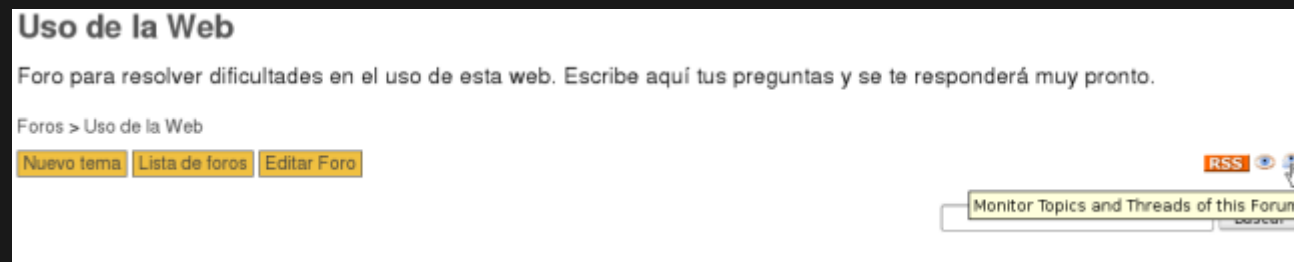 Uso de la Web
Foro para resolver dificultades en el uso de esta web. Escribe aquí tus preguntas y se te responderá muy pronto.
Foros > Uso de la Web
Nuevo tema Lista de foros Editar Foro
RSS
Monitor Topics and Threads of this Forum